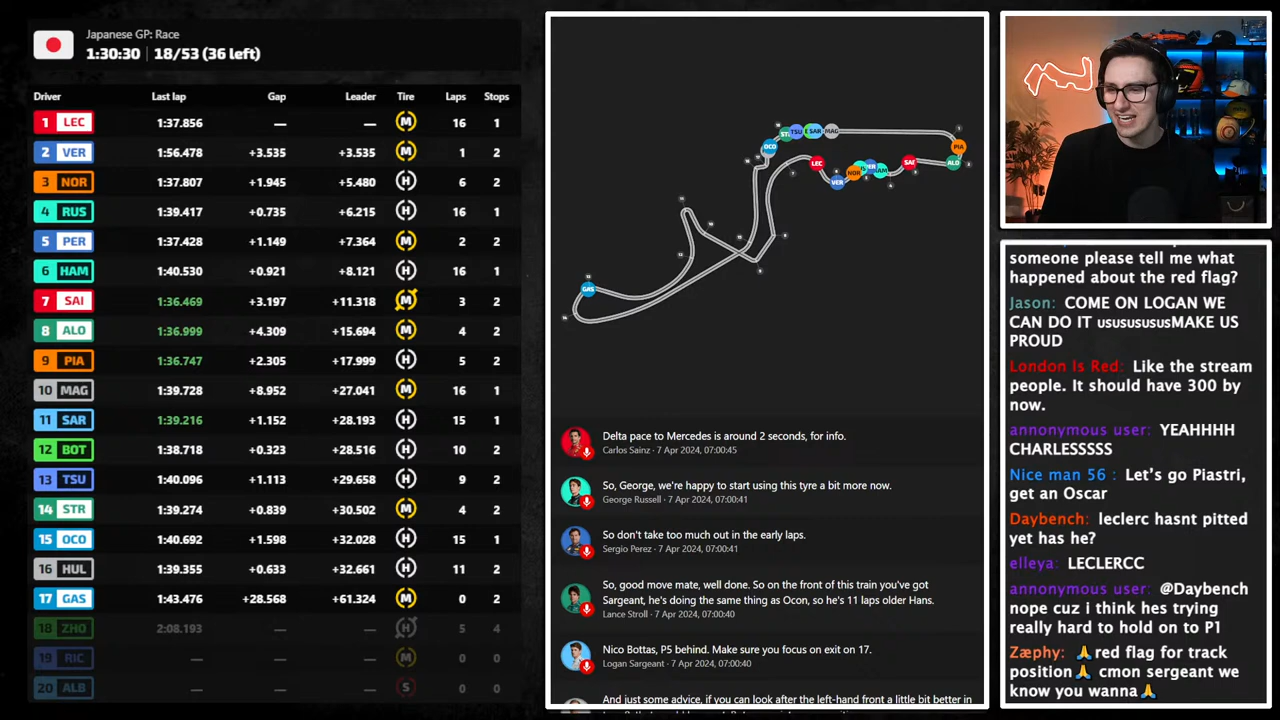 Japanese GP: Race
1:30:30 | 18/53 (36 left)
Driver Last lap Gap Leader Tire Laps Stops
1 LEC 1:37.856 — — M 16 1
2 VER 1:56.478 +3.535 +3.535 M 1 2
3 NOR 1:37.807 +1.945 +5.480 H 6 2
4 RUS 1:39.417 +0.735 +6.215 H 16 1
5 PER 1:37.428 +1.149 +7.364 M 2 2
6 HAM 1:40.530 +0.921 +8.121 H 16 1
7 SAI 1:36.469 +3.197 +11.318 M 3 2
8 ALO 1:36.999 +4.309 +15.694 M 4 2
9 PIA 1:36.747 +2.305 +17.999 H 5 2
10 MAG 1:39.728 +8.952 +27.041 M 16 1
11 SAR 1:39.216 +1.152 +28.193 H 15 1
12 BOT 1:38.718 +0.323 +28.516 H 10 2
13 TSU 1:40.096 +1.113 +29.658 H 9 2
14 STR 1:39.274 +0.839 +30.502 M 4 2
15 OCO 1:40.692 +1.598 +32.028 H 15 1
16 HUL 1:39.355 +0.633 +32.661 H 11 2
17 GAS 1:43.476 +28.568 +61.324 M 0 2
18 ZHO 2:08.193 — — H 5 4
19 RIC — — — M 0 0
20 ALB — — — S 0 0
TSU SAR MAG
OCO PIA
LEC SAI ALO
VER NOR
GAS
Delta pace to Mercedes is around 2 seconds, for info.
Carlos Sainz · 7 Apr 2024, 07:00:45
So, George, we're happy to start using this tyre a bit more now.
George Russell · 7 Apr 2024, 07:00:41
So don't take too much out in the early laps.
Sergio Perez · 7 Apr 2024, 07:00:41
So, good move mate, well done. So on the front of this train you've got
Sargeant, he's doing the same thing as Ocon, so he's 11 laps older Hans.
Lance Stroll · 7 Apr 2024, 07:00:40
Nico Bottas, P5 behind. Make sure you focus on exit on 17.
Logan Sargeant · 7 Apr 2024, 07:00:40
And just some advice, if you can look after the left-hand front a little bit better in
someone please tell me what
happened about the red flag?
Jason: COME ON LOGAN WE
CAN DO IT ususususuSMAKE US
PROUD
London Is Red: Like the stream
people. It should have 300 by
now.
annonymous user: YEAHHHH
CHARLESSSSS
Nice man 56 : Let's go Piastri,
get an Oscar
Daybench: leclerc hasnt pitted
yet has he?
elleya: LECLERCC
annonymous user: @Daybench
nope cuz i think hes trying
really hard to hold on to P1
Zæphy: 🙏red flag for track
position🙏 cmon sergeant we
know you wanna🙏